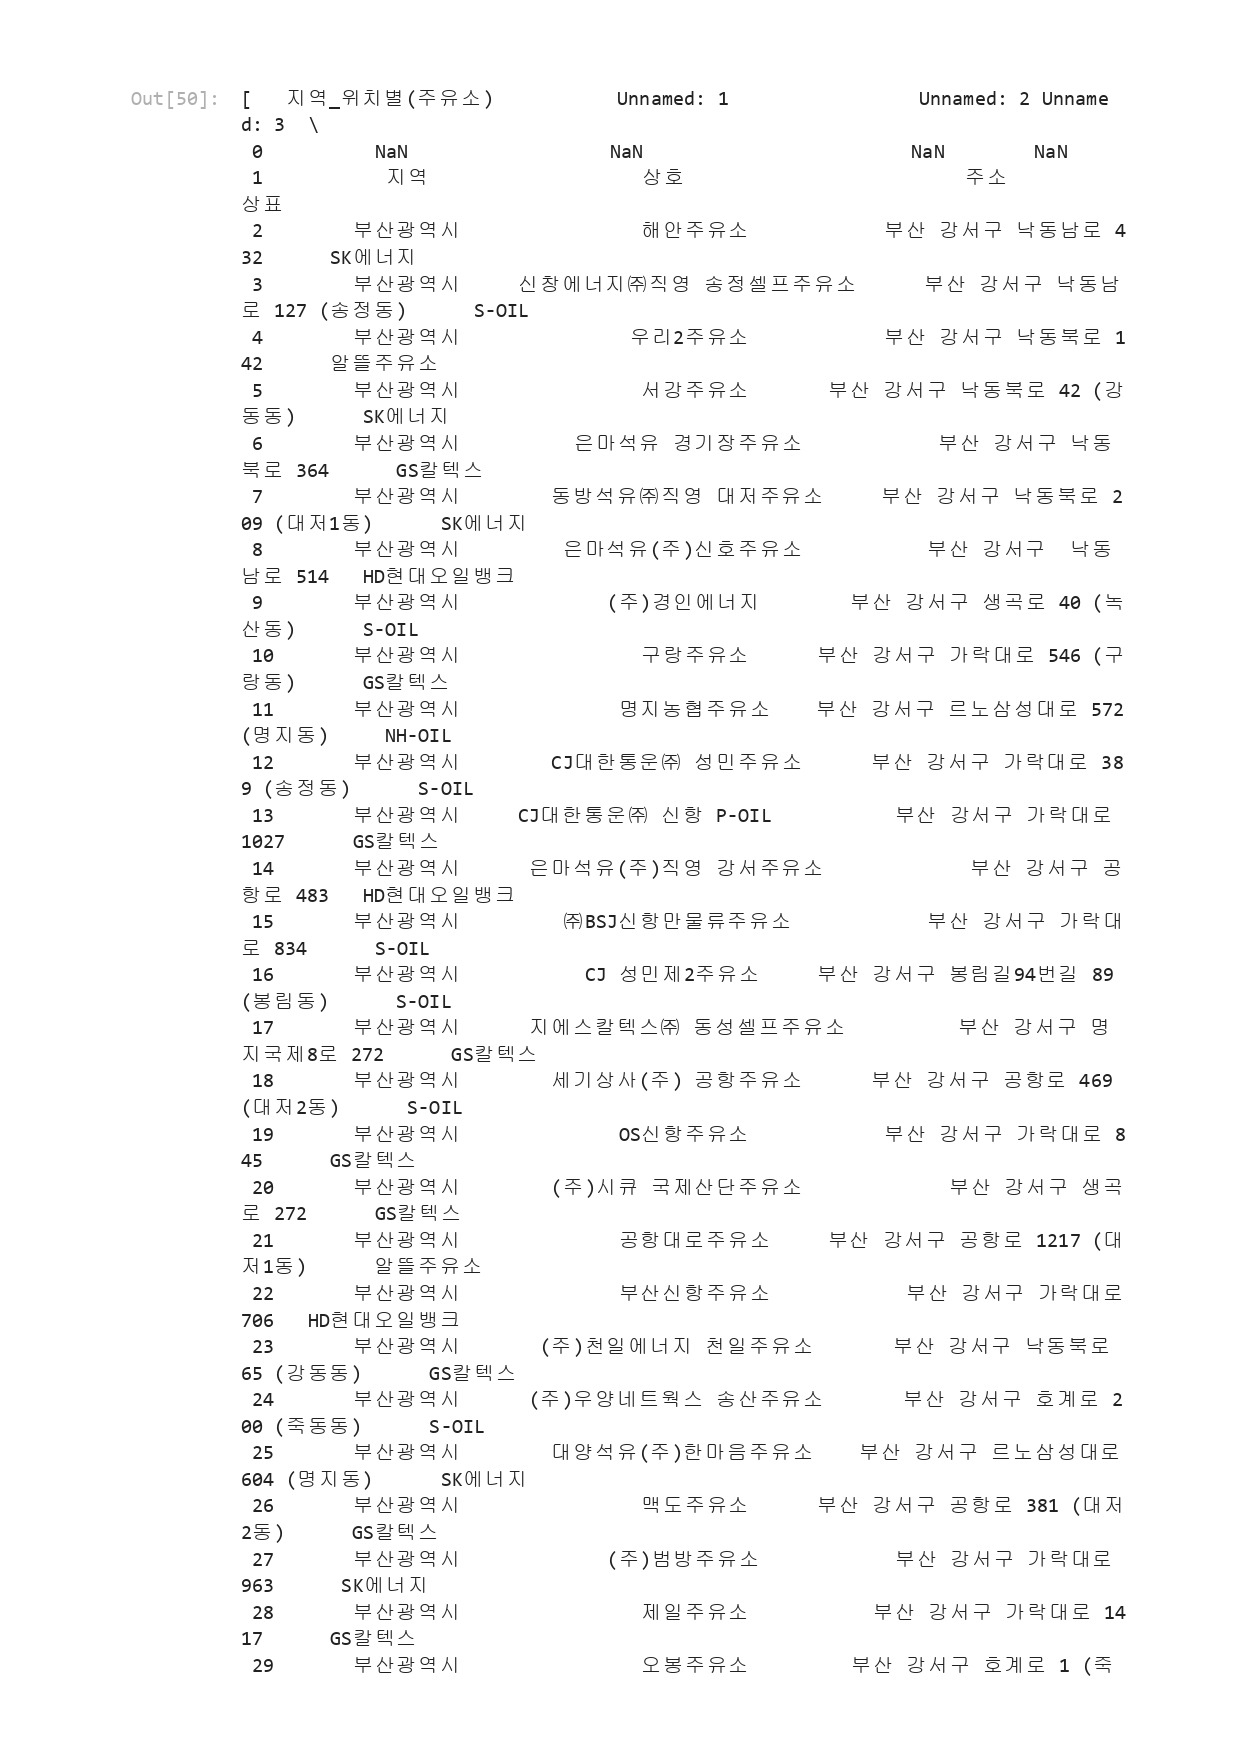 Out[50]: [ 지역_위치별(주유소) Unnamed: 1 Unnamed: 2 Unname
d: 3 \
0 NaN NaN NaN NaN
1 지역 상호 주소
상표
2 부산광역시 해안주유소 부산 강서구 낙동남로 4
32 SK에너지
3 부산광역시 신창에너지㈜직영 송정셀프주유소 부산 강서구 낙동남
로 127 (송정동) S-OIL
4 부산광역시 우리2주유소 부산 강서구 낙동북로 1
42 알뜰주유소
5 부산광역시 서강주유소 부산 강서구 낙동북로 42 (강
동동) SK에너지
6 부산광역시 은마석유 경기장주유소 부산 강서구 낙동
북로 364 GS칼텍스
7 부산광역시 동방석유㈜직영 대저주유소 부산 강서구 낙동북로 2
09 (대저1동) SK에너지
8 부산광역시 은마석유(주)신호주유소 부산 강서구  낙동
남로 514 HD현대오일뱅크
9 부산광역시 (주)경인에너지 부산 강서구 생곡로 40 (녹
산동) S-OIL
10 부산광역시 구랑주유소 부산 강서구 가락대로 546 (구
랑동) GS칼텍스
11 부산광역시 명지농협주유소 부산 강서구 르노삼성대로 572
(명지동) NH-OIL
12 부산광역시 CJ대한통운㈜ 성민주유소 부산 강서구 가락대로 38
9 (송정동) S-OIL
13 부산광역시 CJ대한통운㈜ 신항 P-OIL 부산 강서구 가락대로
1027 GS칼텍스
14 부산광역시 은마석유(주)직영 강서주유소 부산 강서구 공
항로 483 HD현대오일뱅크
15 부산광역시 ㈜BSJ신항만물류주유소 부산 강서구 가락대
로 834 S-OIL
16 부산광역시 CJ 성민제2주유소 부산 강서구 봉림길94번길 89
(봉림동) S-OIL
17 부산광역시 지에스칼텍스㈜ 동성셀프주유소 부산 강서구 명
지국제8로 272 GS칼텍스
18 부산광역시 세기상사(주) 공항주유소 부산 강서구 공항로 469
(대저2동) S-OIL
19 부산광역시 OS신항주유소 부산 강서구 가락대로 8
45 GS칼텍스
20 부산광역시 (주)시큐 국제산단주유소 부산 강서구 생곡
로 272 GS칼텍스
21 부산광역시 공항대로주유소 부산 강서구 공항로 1217 (대
저1동) 알뜰주유소
22 부산광역시 부산신항주유소 부산 강서구 가락대로
706 HD현대오일뱅크
23 부산광역시 (주)천일에너지 천일주유소 부산 강서구 낙동북로
65 (강동동) GS칼텍스
24 부산광역시 (주)우양네트웍스 송산주유소 부산 강서구 호계로 2
00 (죽동동) S-OIL
25 부산광역시 대양석유(주)한마음주유소 부산 강서구 르노삼성대로
604 (명지동) SK에너지
26 부산광역시 맥도주유소 부산 강서구 공항로 381 (대저
2동) GS칼텍스
27 부산광역시 (주)범방주유소 부산 강서구 가락대로
963 SK에너지
28 부산광역시 제일주유소 부산 강서구 가락대로 14
17 GS칼텍스
29 부산광역시 오봉주유소 부산 강서구 호계로 1 (죽